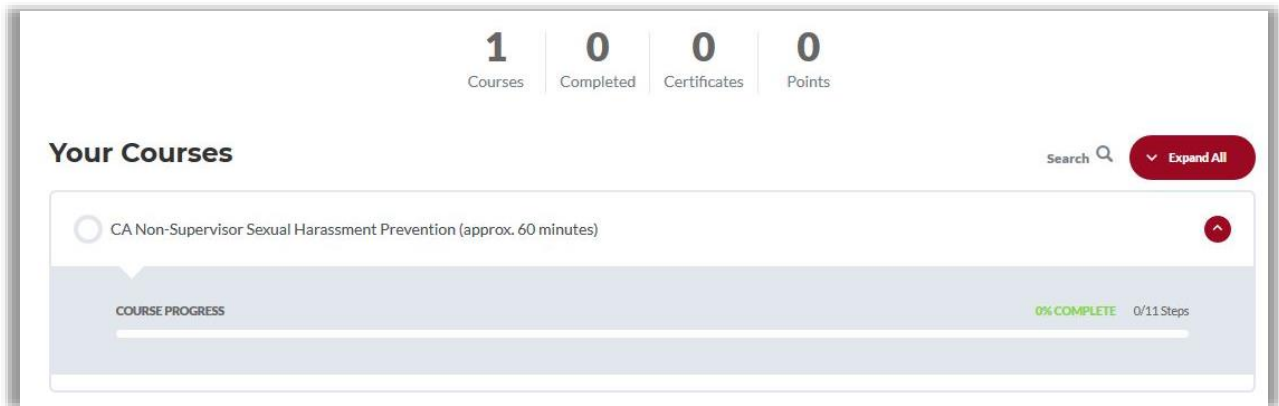 1 0 0 0
Courses Completed Certificates Points
Your Courses
Search Expand All
CA Non-Supervisor Sexual Harassment Prevention (approx. 60 minutes)
COURSE PROGRESS 0% COMPLETE 0/11 Steps